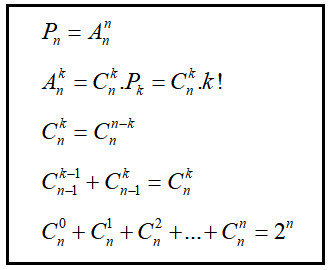 P_n = A_n^n
A_n^k = C_n^k.P_k = C_n^k.k!
C_n^k = C_n^{n-k}
C_{n-1}^{k-1} + C_{n-1}^k = C_n^k
C_n^0 + C_n^1 + C_n^2 + ... + C_n^n = 2^n